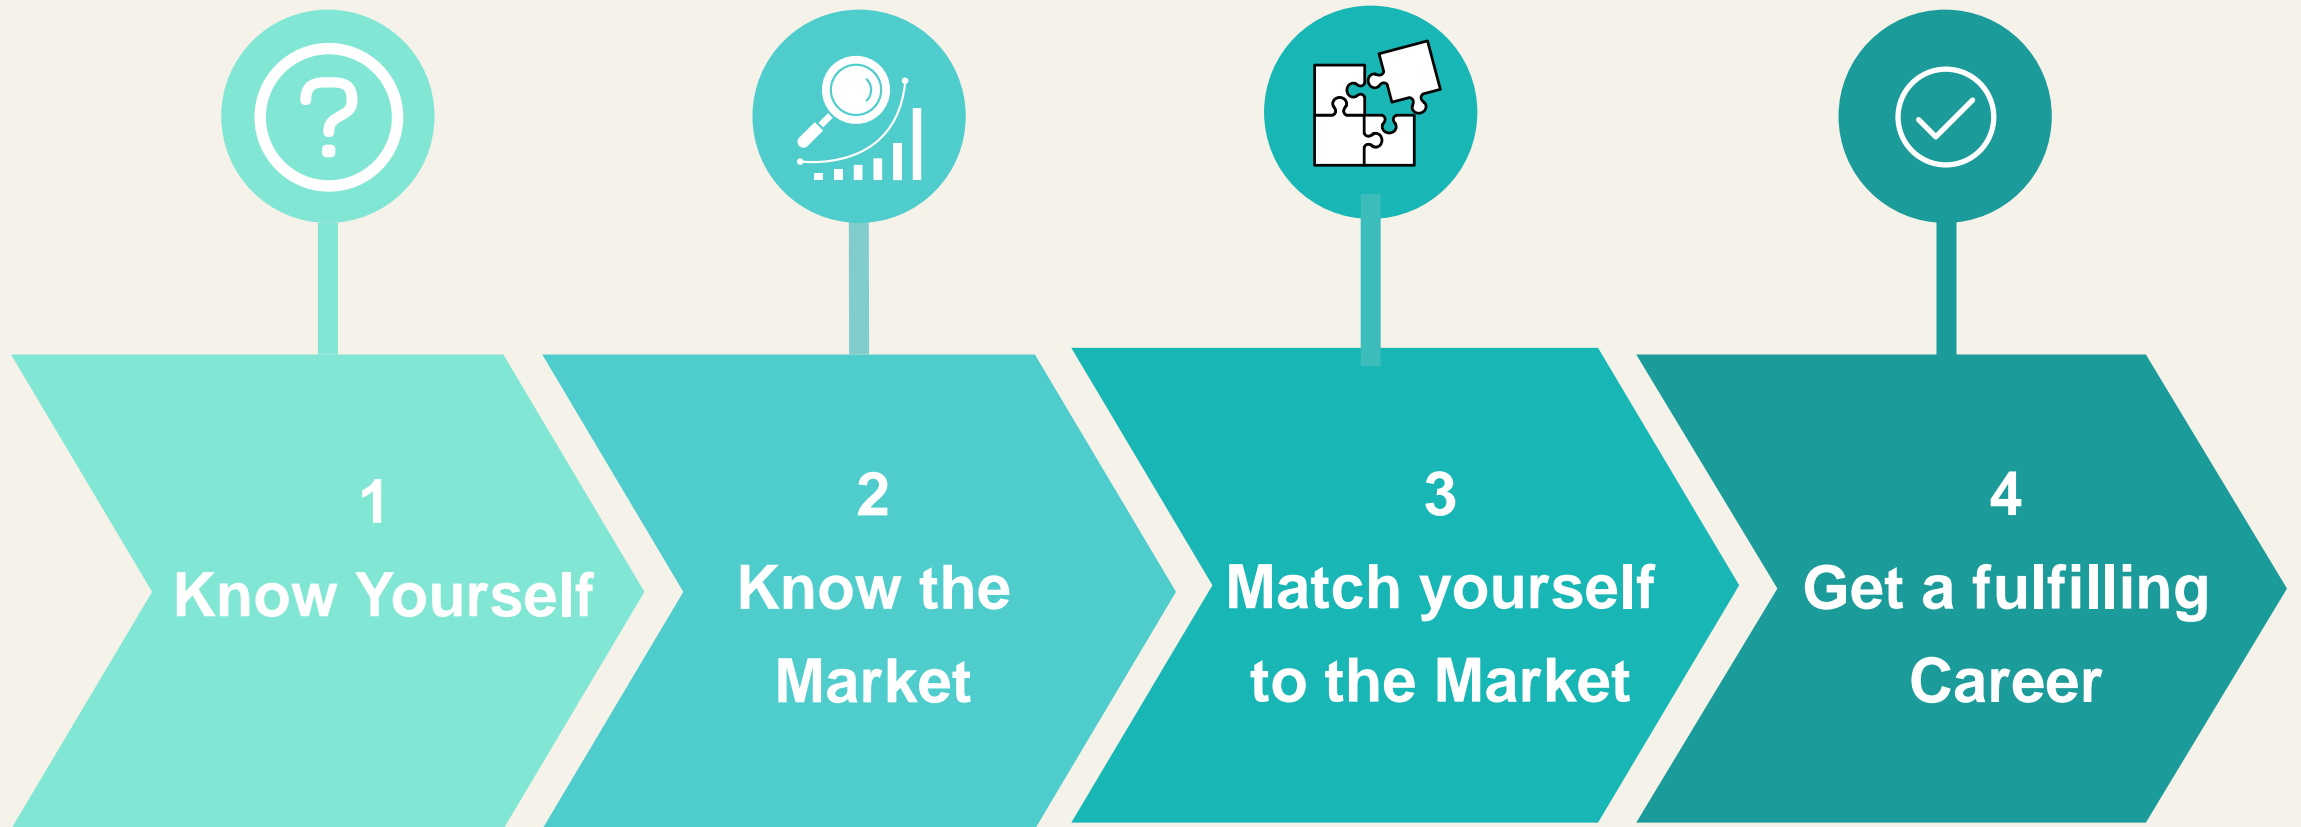 1
Know Yourself
2
Know the
Market
3
Match yourself
to the Market
4
Get a fulfilling
Career